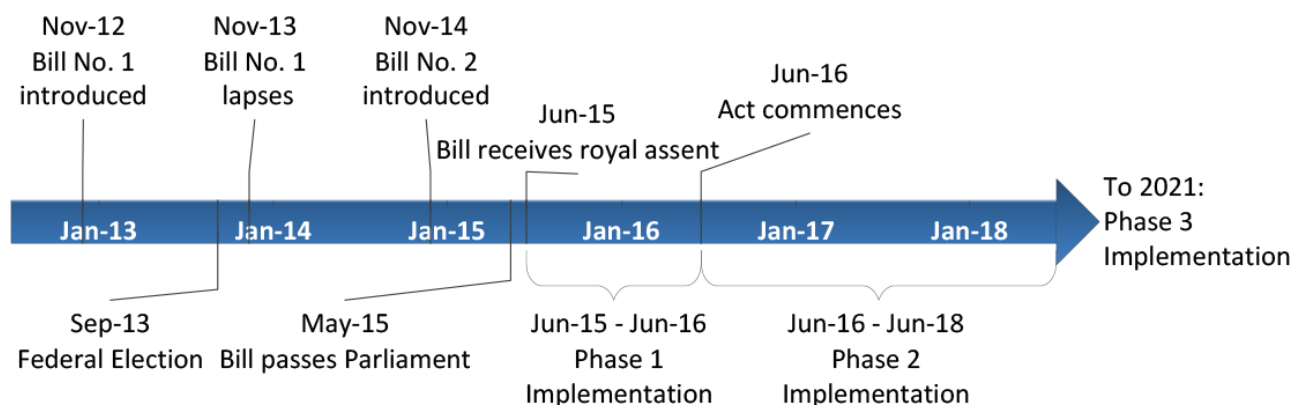 Nov-12
Bill No. 1
introduced
Nov-13
Bill No. 1
lapses
Nov-14
Bill No. 2
introduced
Jun-15
Bill receives royal assent
Jun-16
Act commences
Jan-13
Jan-14
Jan-15
Jan-16
Jan-17
Jan-18
To 2021:
Phase 3
Implementation
Sep-13
Federal Election
May-15
Bill passes Parliament
Jun-15 - Jun-16
Phase 1
Implementation
Jun-16 - Jun-18
Phase 2
Implementation